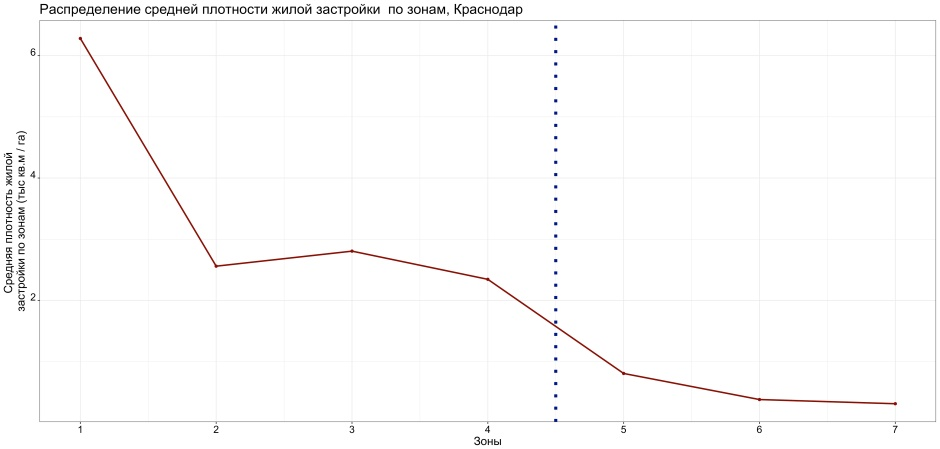 Распределение средней плотности жилой застройки  по зонам, Краснодар
Средняя плотность жилой
застройки по зонам (тыс кв.м / га)
6
4
2
1 2 3 4 5 6 7
Зоны